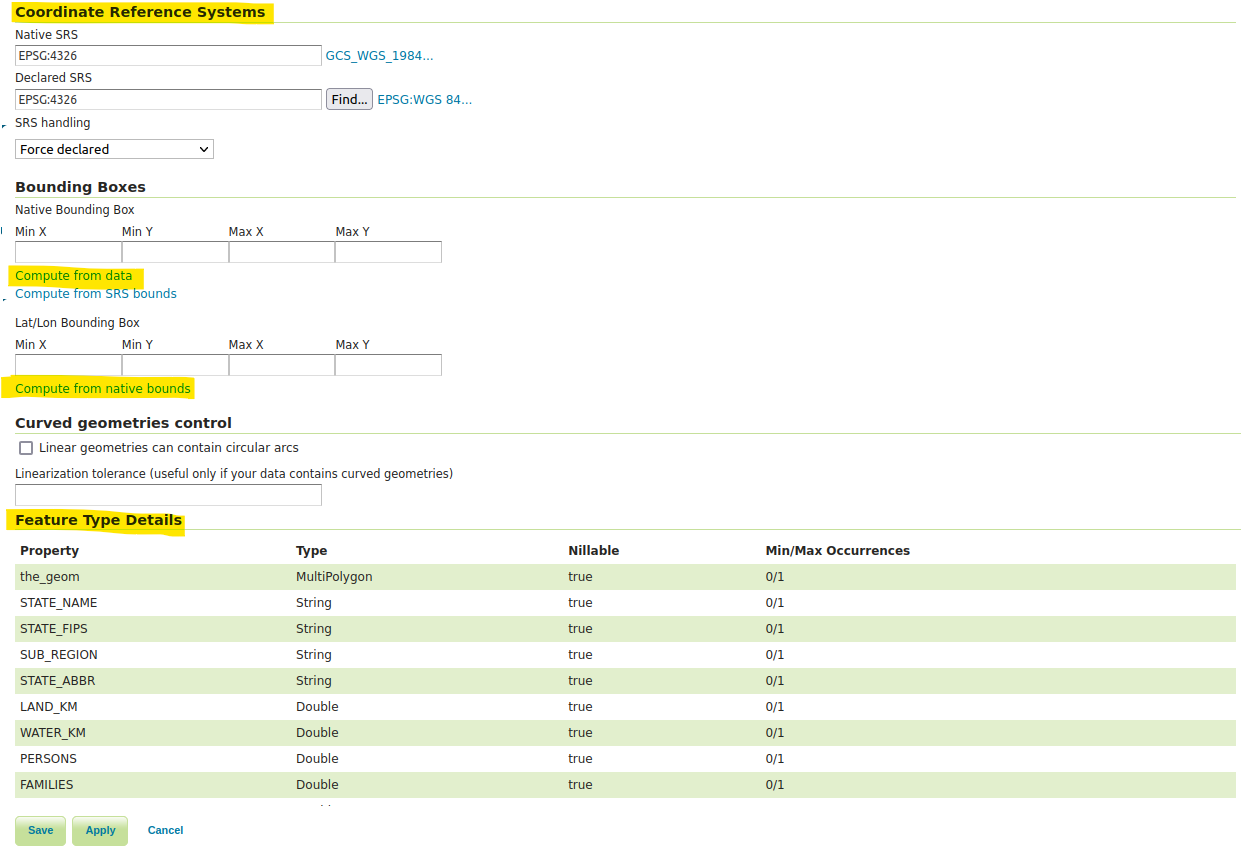 Coordinate Reference Systems
Native SRS
EPSG:4326 GCS_WGS_1984...
Declared SRS
EPSG:4326 Find... EPSG:WGS 84...
SRS handling
Force declared
Bounding Boxes
Native Bounding Box
Min X Min Y Max X Max Y
Compute from data
Compute from SRS bounds
Lat/Lon Bounding Box
Min X Min Y Max X Max Y
Compute from native bounds
Curved geometries control
Linear geometries can contain circular arcs
Linearization tolerance (useful only if your data contains curved geometries)
Feature Type Details
Property Type Nillable Min/Max Occurrences
the_geom MultiPolygon true 0/1
STATE_NAME String true 0/1
STATE_FIPS String true 0/1
SUB_REGION String true 0/1
STATE_ABBR String true 0/1
LAND_KM Double true 0/1
WATER_KM Double true 0/1
PERSONS Double true 0/1
FAMILIES Double true 0/1
Save Apply Cancel